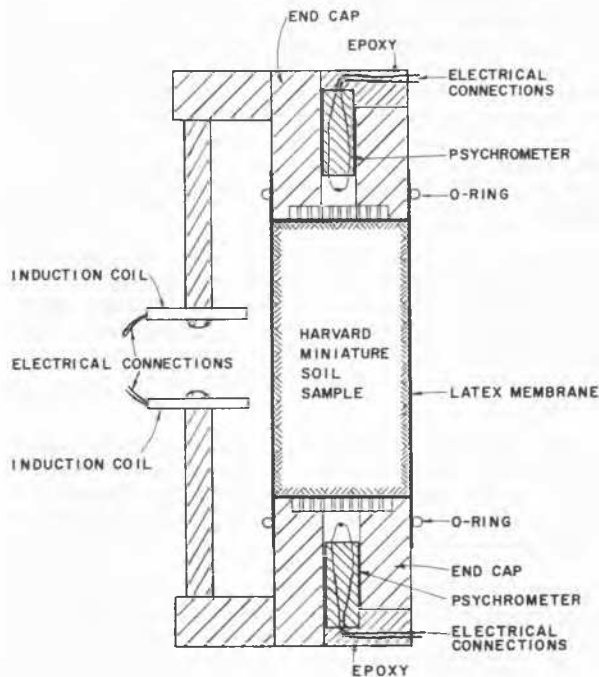 END CAP
EPOXY
ELECTRICAL
CONNECTIONS
PSYCHROMETER
O-RING
INDUCTION COIL
ELECTRICAL CONNECTIONS
INDUCTION COIL
HARVARD
MINIATURE
SOIL
SAMPLE
LATEX MEMBRANE
O-RING
END CAP
PSYCHROMETER
ELECTRICAL
CONNECTIONS
EPOXY